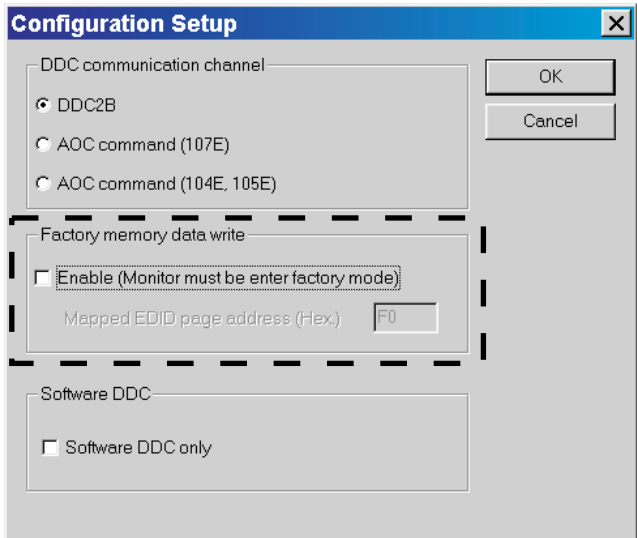 Configuration Setup
DDC communication channel
OK
DDC2B
Cancel
AOC command (107E)
AOC command (104E, 105E)
Factory memory data write
Enable (Monitor must be enter factory mode)
Mapped EDID page address (Hex.) F0
Software DDC
Software DDC only